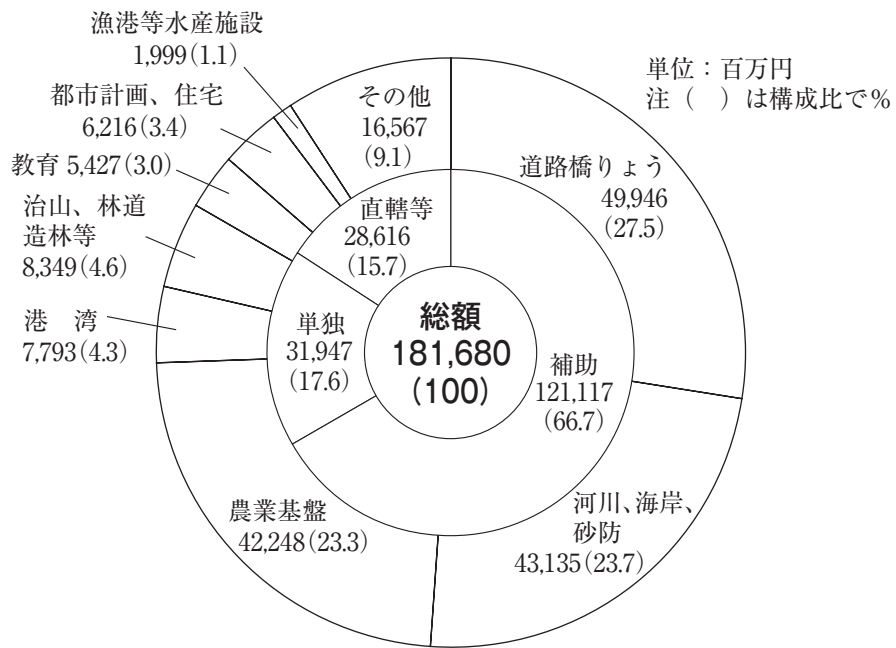 単位：百万円
注（　）は構成比で%
漁港等水産施設
1,999(1.1)
都市計画、住宅
6,216(3.4)
教育 5,427(3.0)
治山、林道
造林等
8,349(4.6)
港　湾
7,793(4.3)
その他
16,567
(9.1)
道路橋りょう
49,946
(27.5)
直轄等
28,616
(15.7)
単独
31,947
(17.6)
総額
181,680
(100)
補助
121,117
(66.7)
農業基盤
42,248(23.3)
河川、海岸、
砂防
43,135(23.7)